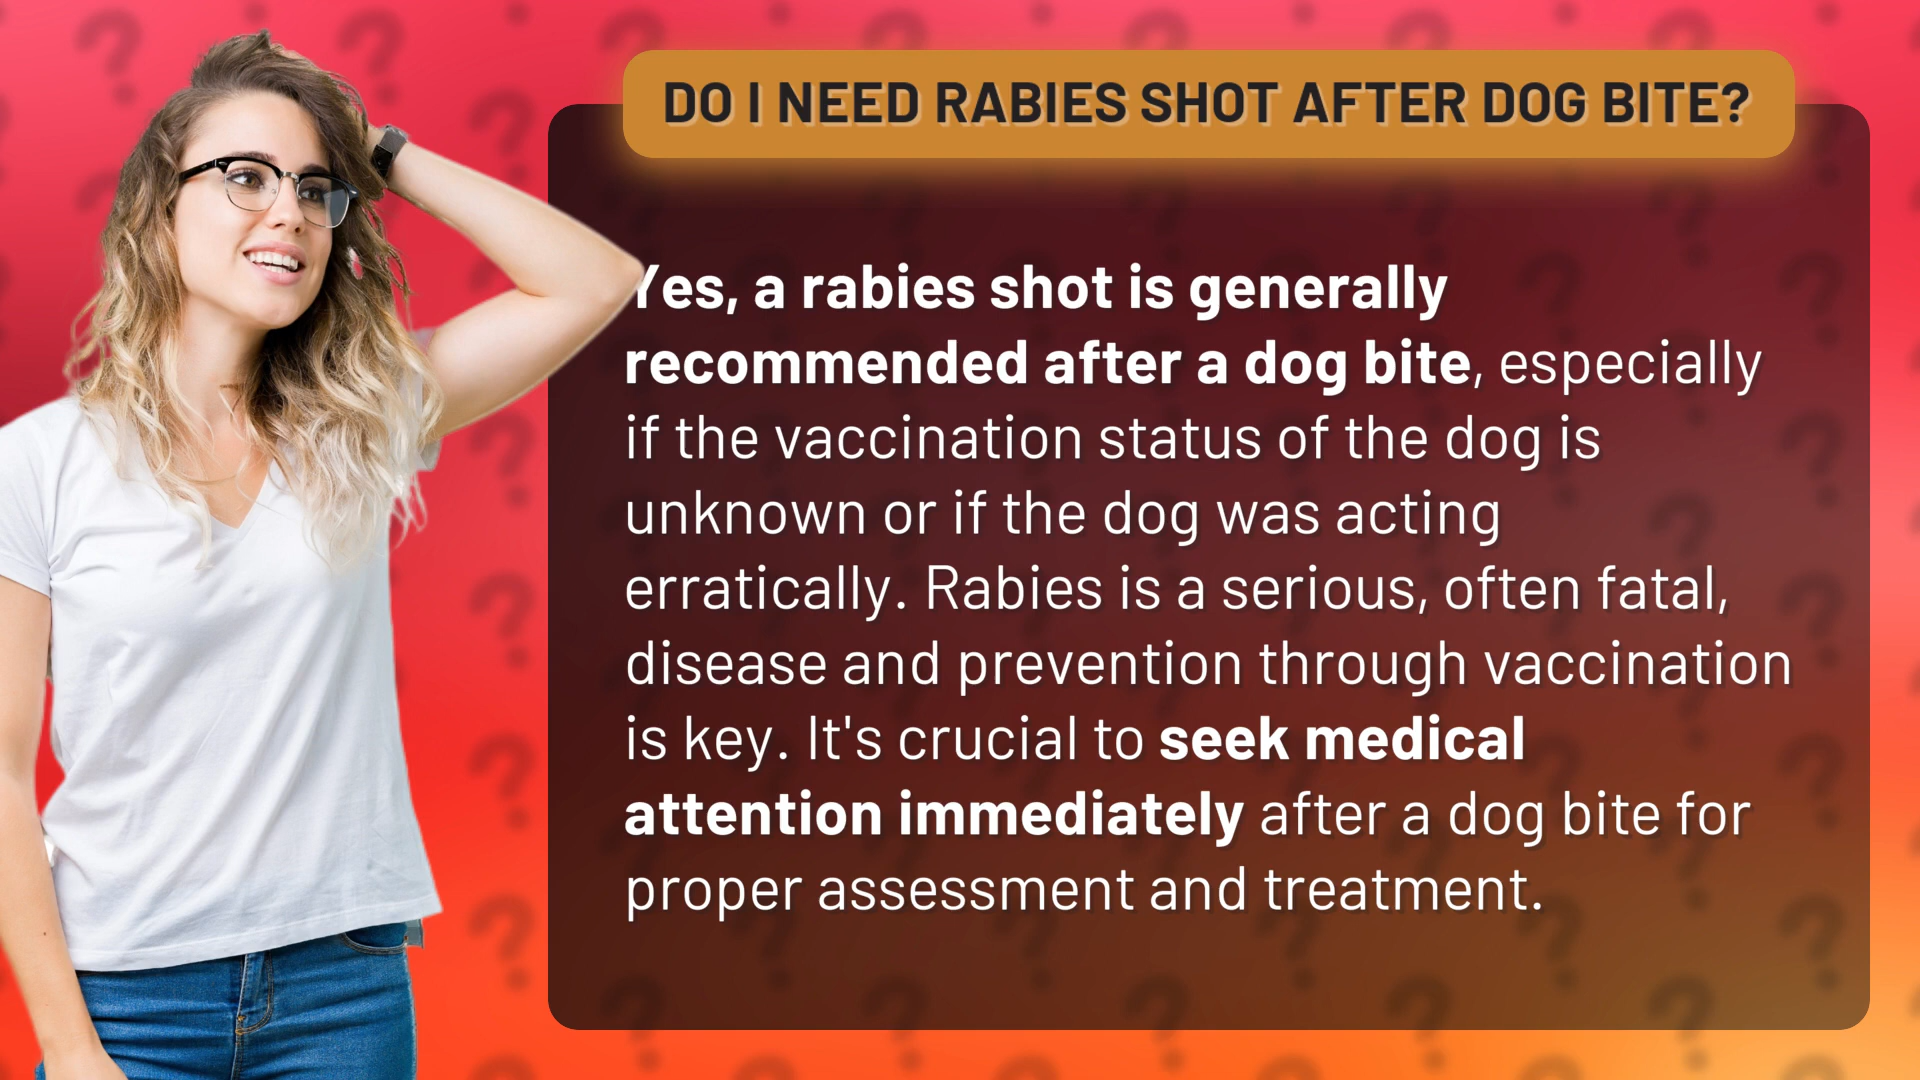 DO I NEED RABIES SHOT AFTER DOG BITE?
Yes, a rabies shot is generally
recommended after a dog bite, especially
if the vaccination status of the dog is
unknown or if the dog was acting
erratically. Rabies is a serious, often fatal,
disease and prevention through vaccination
is key. It's crucial to seek medical
attention immediately after a dog bite for
proper assessment and treatment.